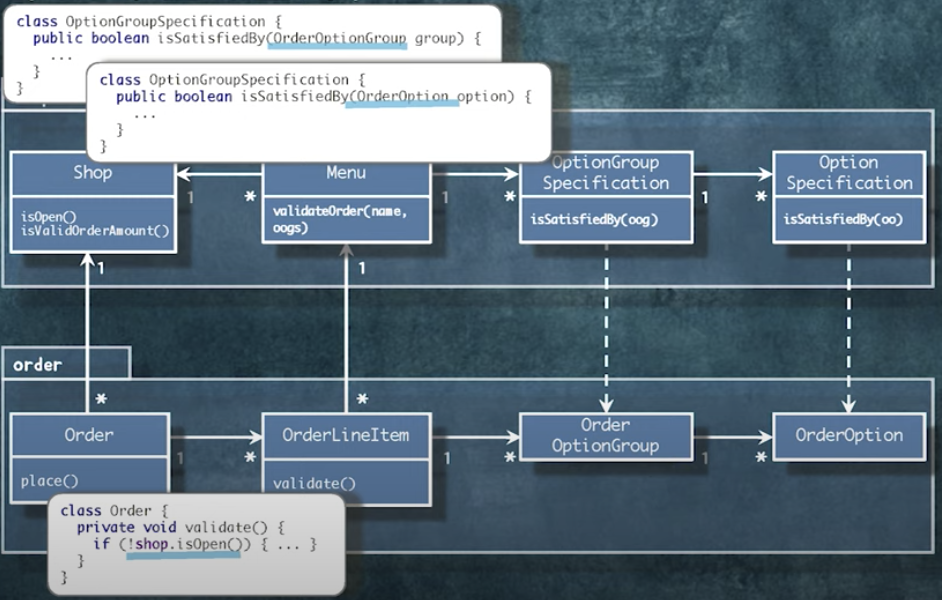 class OptionGroupSpecification {
public boolean isSatisfiedBy(OrderOptionGroup group) {
...
}
}
class OptionGroupSpecification {
public boolean isSatisfiedBy(OrderOption option) {
...
}
}
Shop
isOpen()
isValidOrderAmount()
1
*
Menu
validateOrder(name,
oogs)
1
*
OptionGroup
Specification
isSatisfiedBy(oog)
1
*
Option
Specification
isSatisfiedBy(oo)
1
1
order
*
*
Order
place()
1
*
OrderLineItem
validate()
1
*
Order
OptionGroup
1
*
OrderOption
class Order {
private void validate() {
if (!shop.isOpen()) { ... }
}
}